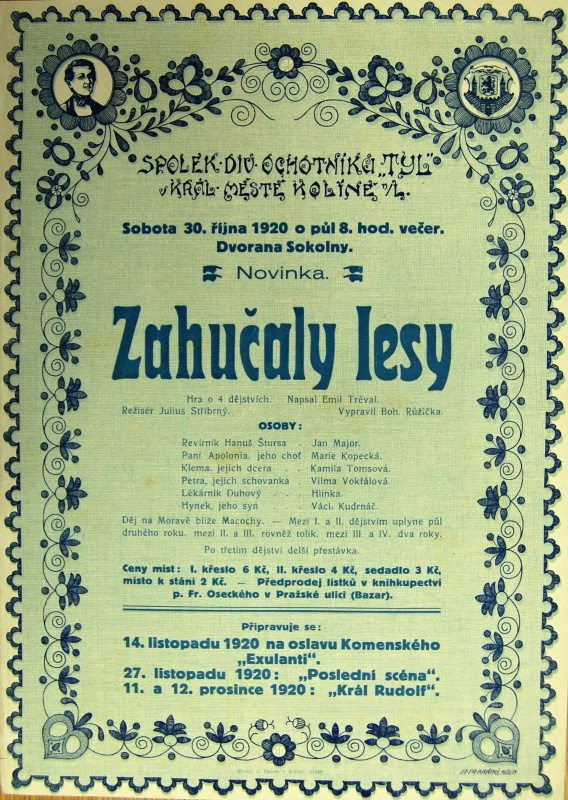 SPOLEK DIV. OCHOTNÍKŮ „TYL"
V KRÁL. MĚSTĚ KOLÍNĚ n/L.
Sobota 30. října 1920 o půl 8. hod. večer.
Dvorana Sokolny.
Novinka.
Zahučaly lesy
Hra o 4 dějstvích. Napsal Emil Tréval.
Režisér Julius Stříbrný. Vypravil Boh. Růžička.
OSOBY:
Revírník Hanuš Štursa . Jan Major.
Paní Apolonia, jeho choť Marie Kopecká.
Klema, jejich dcera . . Kamila Tomsová.
Petra, jejich schovanka . Vilma Vokřálová.
Lékárník Duhový . . . Hlinka.
Hynek, jeho syn . . . Václ. Kudrnáč.
Děj na Moravě blíže Macochy. — Mezi I. a II. dějstvím uplyne půl
druhého roku, mezi II. a III. rovněž tolik, mezi III. a IV. dva roky.
Po třetím dějství delší přestávka.
Ceny míst: I. křeslo 6 Kč, II. křeslo 4 Kč, sedadlo 3 Kč,
místo k stání 2 Kč. — Předprodej lístků v knihkupectví
p. Fr. Oseckého v Pražské ulici (Bazar).
Připravuje se:
14. listopadu 1920 na oslavu Komenského
„Exulanti".
27. listopadu 1920: „Poslední scéna".
11. a 12. prosince 1920: „Král Rudolf".